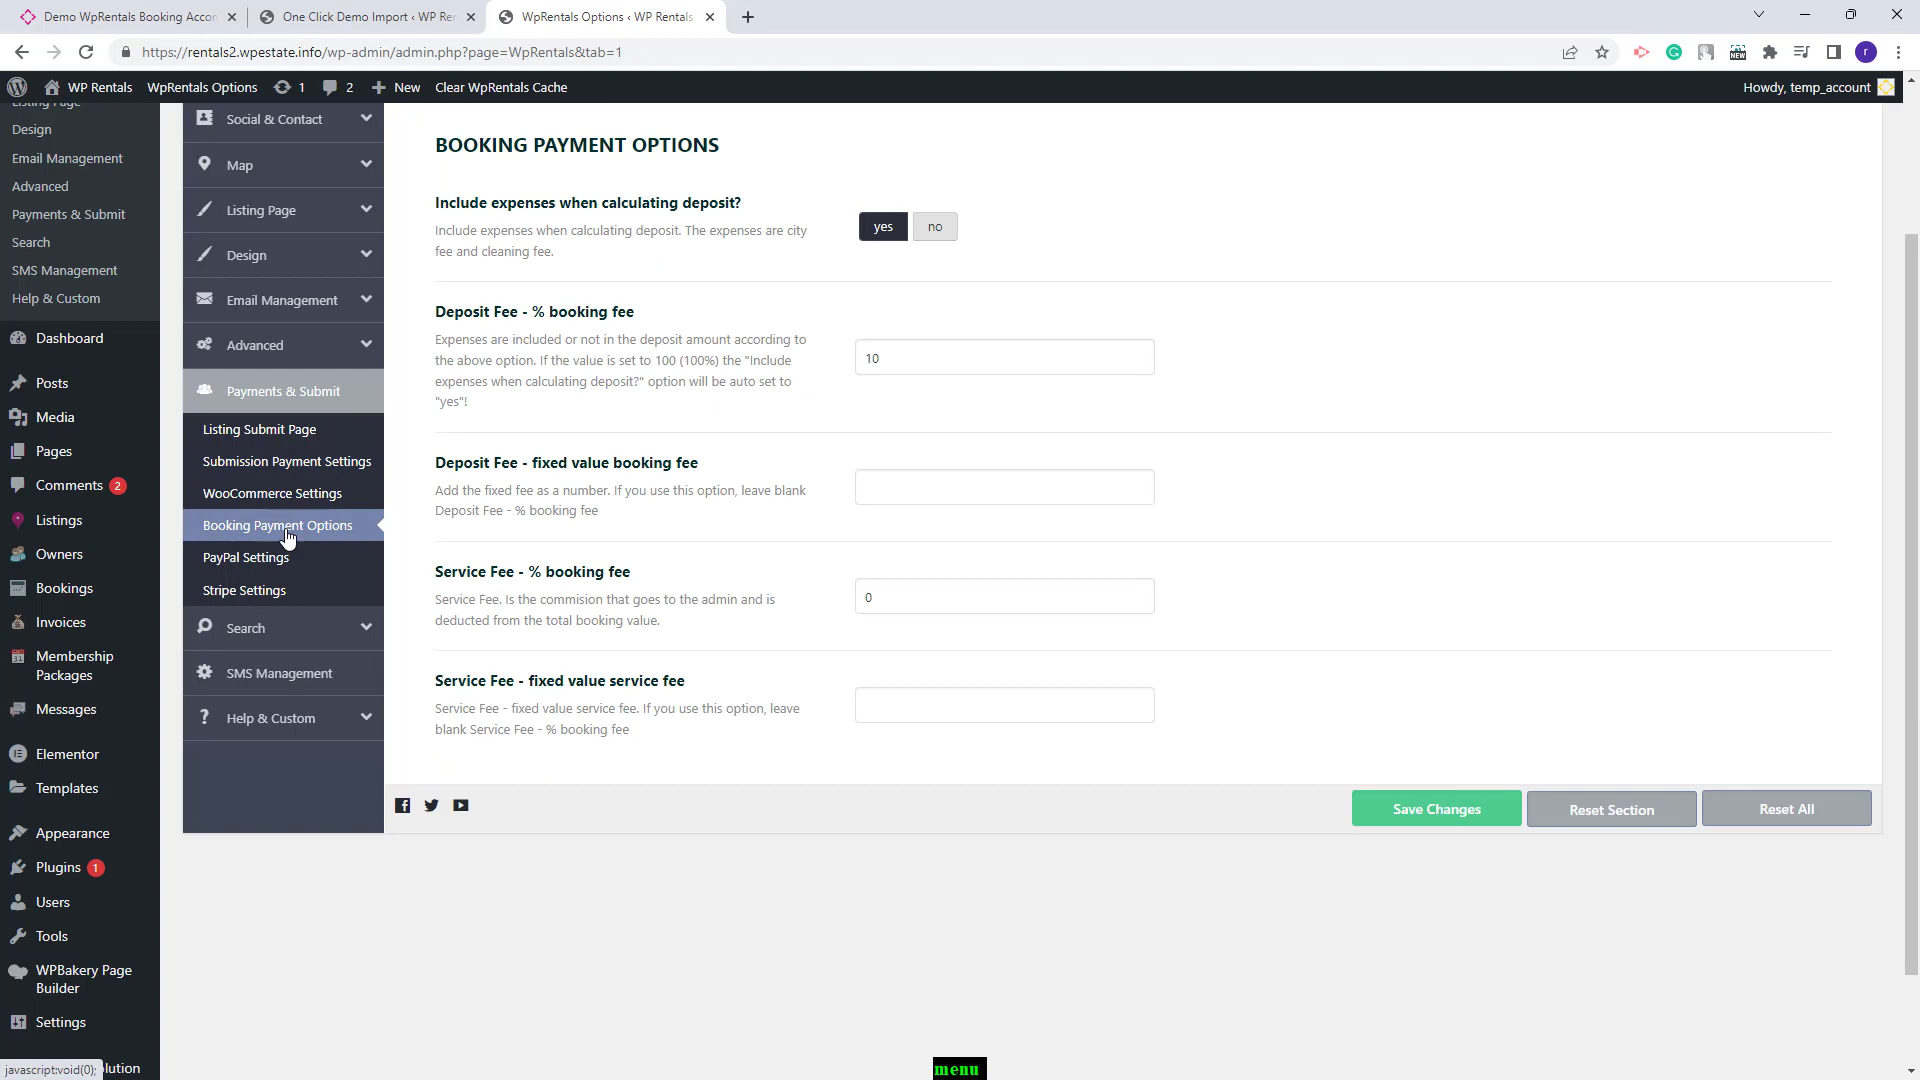 Demo WpRentals Booking Accor
One Click Demo Import ‹ WP Ren
WpRentals Options ‹ WP Rentals
https://rentals2.wpestate.info/wp-admin/admin.php?page=WpRentals&tab=1
NEW
r
WP Rentals
WpRentals Options
1
2
New
Clear WpRentals Cache
Howdy, temp_account
Listing Page
Design
Email Management
Advanced
Payments & Submit
Search
SMS Management
Help & Custom
Dashboard
Posts
Media
Pages
Comments 2
Listings
Owners
Bookings
Invoices
Membership
Packages
Messages
Elementor
Templates
Appearance
Plugins 1
Users
Tools
WPBakery Page
Builder
Settings
lution
javascript:void(0);
Social & Contact
Map
Listing Page
Design
Email Management
Advanced
Payments & Submit
Listing Submit Page
Submission Payment Settings
WooCommerce Settings
Booking Payment Options
PayPal Settings
Stripe Settings
Search
SMS Management
Help & Custom
BOOKING PAYMENT OPTIONS
Include expenses when calculating deposit?
Include expenses when calculating deposit. The expenses are city
fee and cleaning fee.
yes
no
Deposit Fee - % booking fee
Expenses are included or not in the deposit amount according to
the above option. If the value is set to 100 (100%) the "Include
expenses when calculating deposit?" option will be auto set to
"yes"!
10
Deposit Fee - fixed value booking fee
Add the fixed fee as a number. If you use this option, leave blank
Deposit Fee - % booking fee
Service Fee - % booking fee
Service Fee. Is the commision that goes to the admin and is
deducted from the total booking value.
0
Service Fee - fixed value service fee
Service Fee - fixed value service fee. If you use this option, leave
blank Service Fee - % booking fee
Save Changes
Reset Section
Reset All
menu